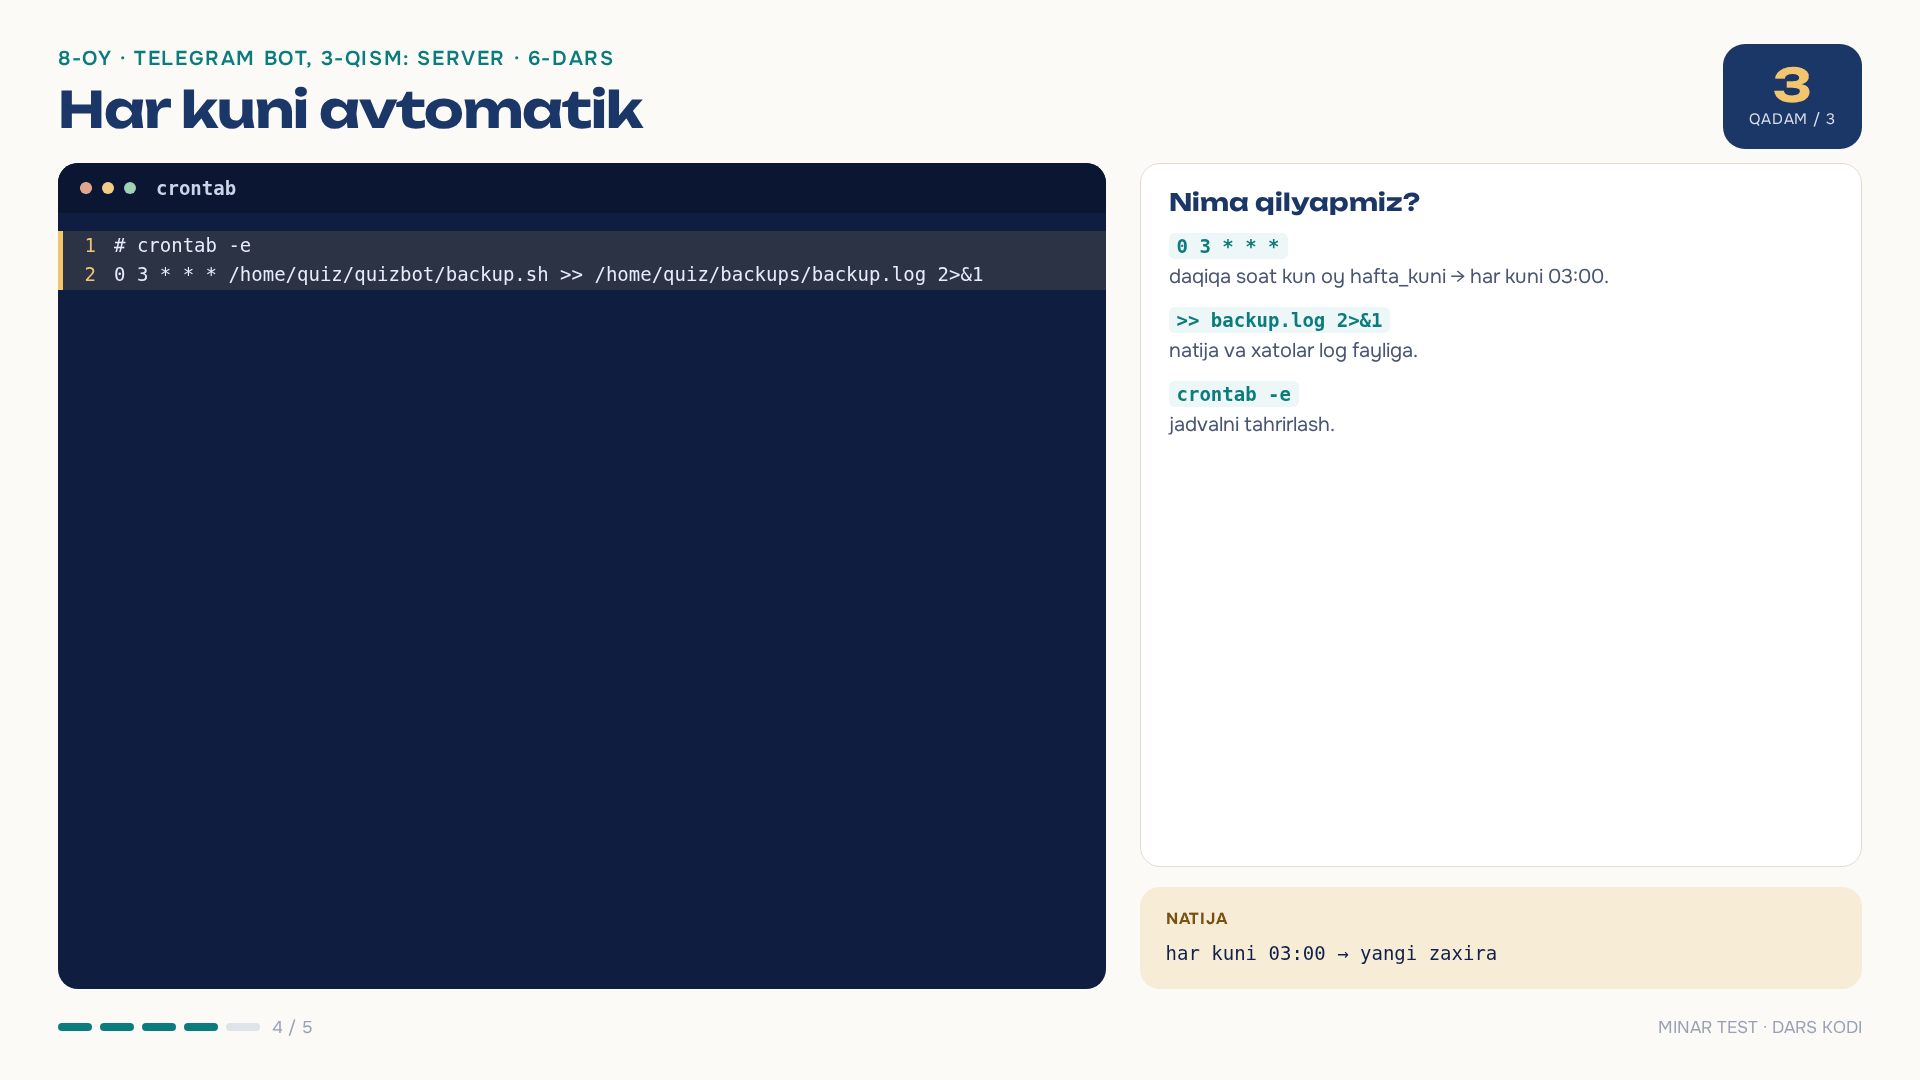 8-OY · TELEGRAM BOT, 3-QISM: SERVER · 6-DARS
Har kuni avtomatik
3
QADAM / 3
crontab
1 # crontab -e
2 0 3 * * * /home/quiz/quizbot/backup.sh >> /home/quiz/backups/backup.log 2>&1
Nima qilyapmiz?
0 3 * * *
daqiqa soat kun oy hafta_kuni → har kuni 03:00.
>> backup.log 2>&1
natija va xatolar log fayliga.
crontab -e
jadvalni tahrirlash.
NATIJA
har kuni 03:00 → yangi zaxira
4 / 5
MINAR TEST · DARS KODI